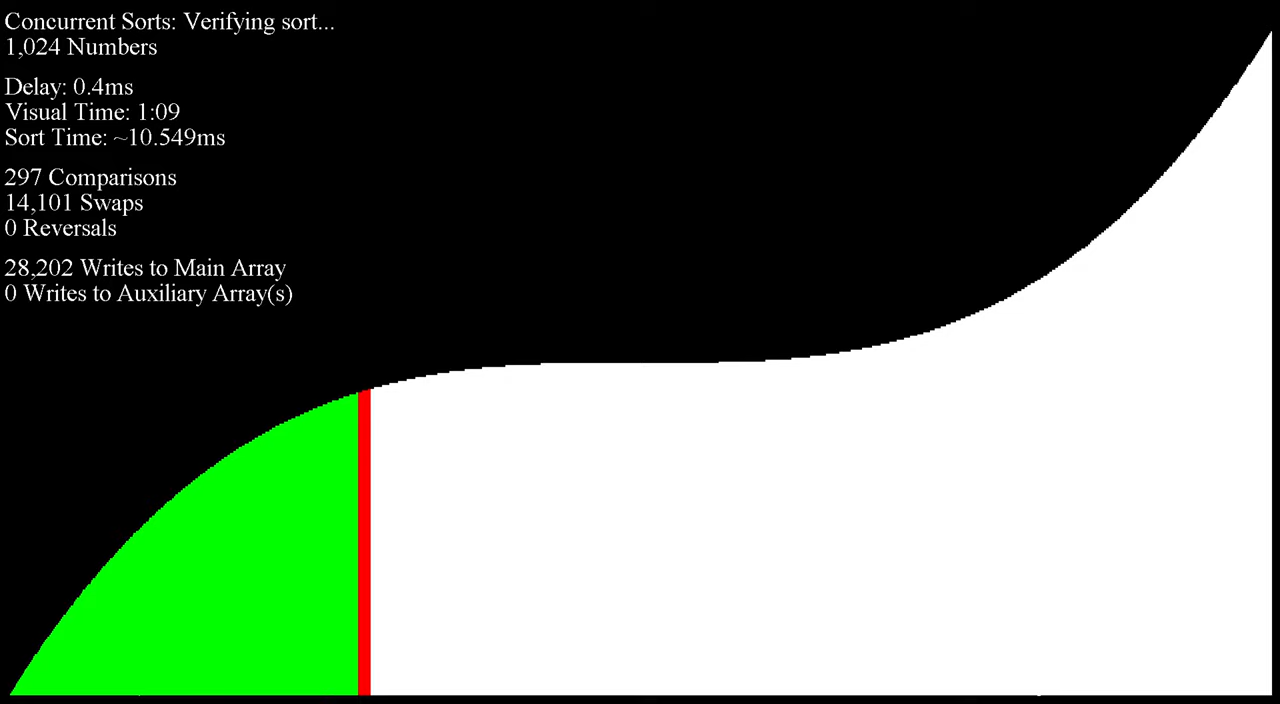 Concurrent Sorts: Verifying sort...
1,024 Numbers
Delay: 0.4ms
Visual Time: 1:09
Sort Time: ~10.549ms
297 Comparisons
14,101 Swaps
0 Reversals
28,202 Writes to Main Array
0 Writes to Auxiliary Array(s)